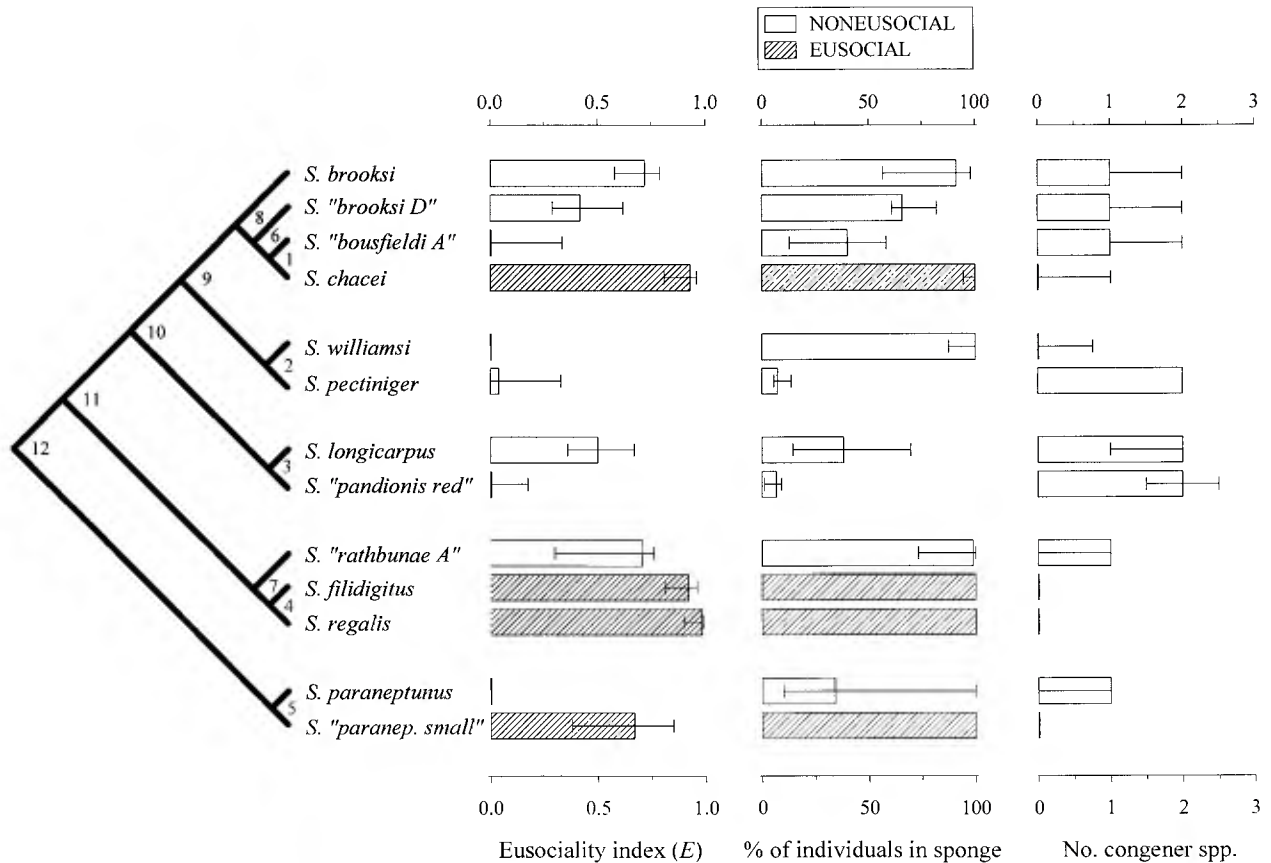 NONEUSOCIAL
EUSOCIAL
0.0 0.5 1.0 0 50 100 0 1 2 3
S. brooksi
8
S. "brooksi D"
6
S. "bousfieldi A"
1
S. chacei
9
10
S. williamsi
2
S. pectiniger
11
12
S. longicarpus
3
S. "pandionis red"
S. "rathbunae A"
7
S. filidigitus
4
S. regalis
S. paraneptunus
5
S. "paranep. small"
0.0 0.5 1.0 0 50 100 0 1 2 3
Eusociality index (E) % of individuals in sponge No. congener spp.